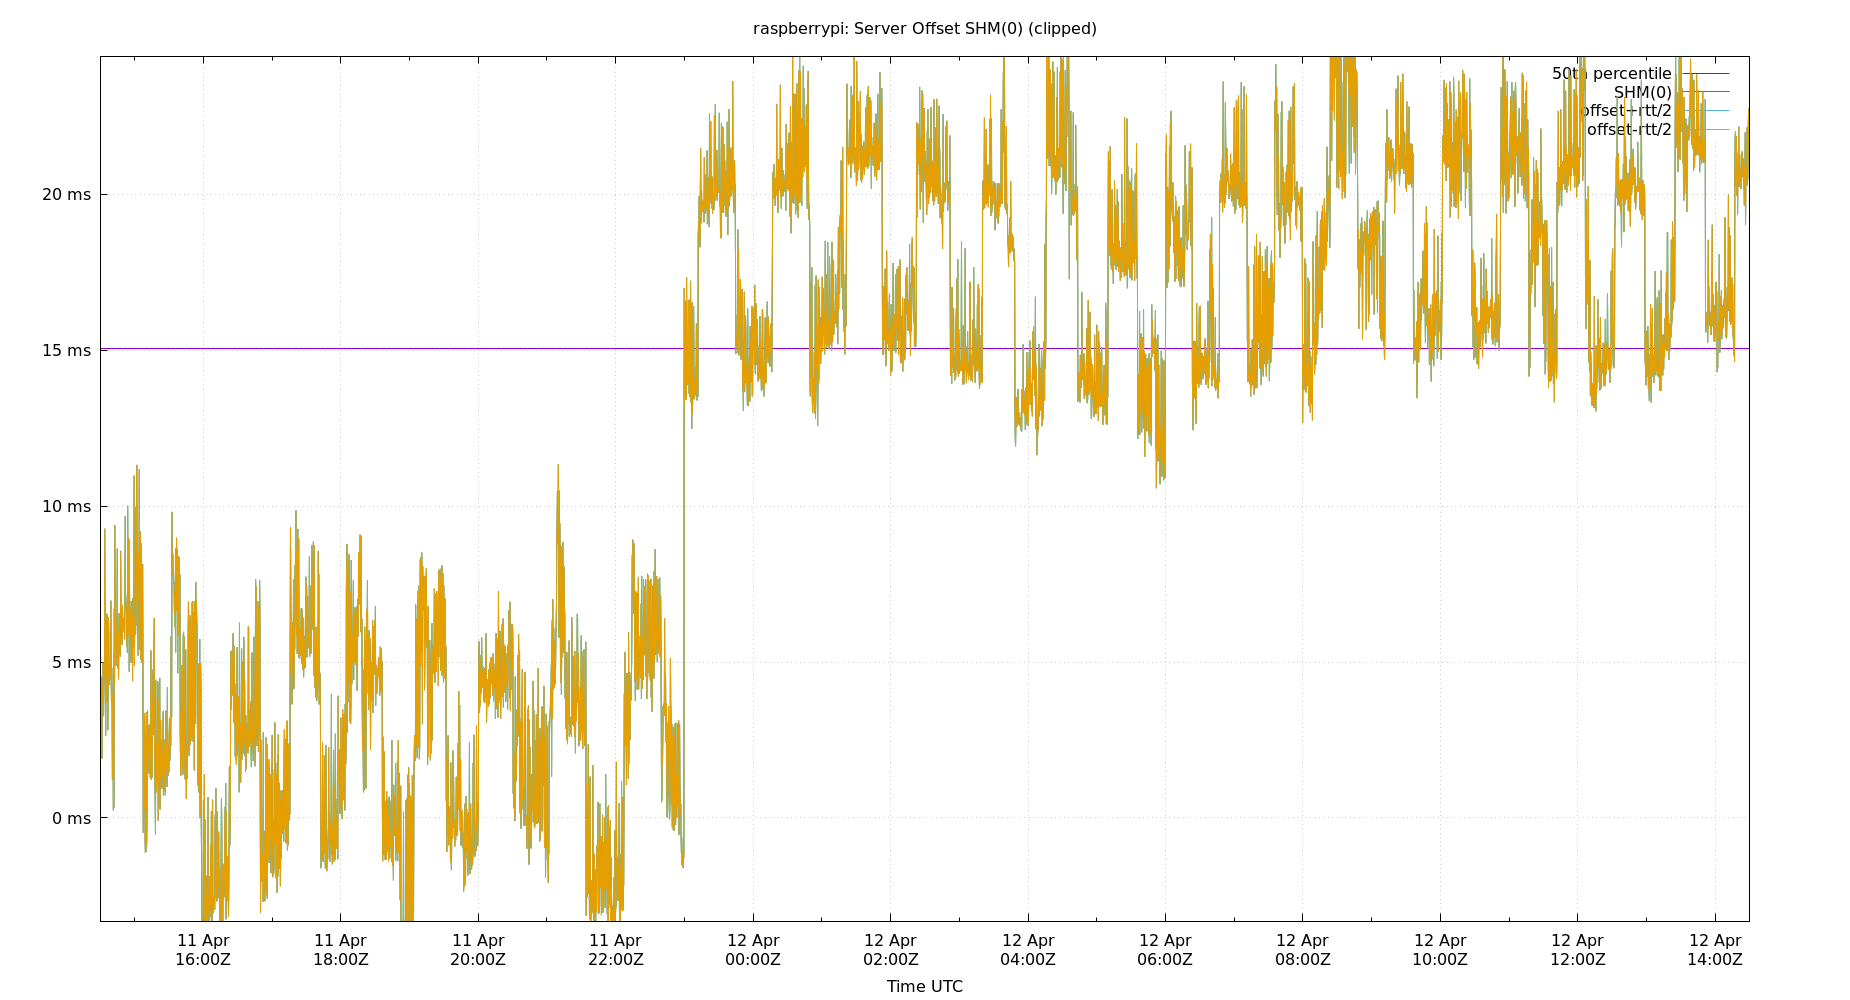 raspberrypi: Server Offset SHM(0) (clipped)
50th percentile
SHM(0)
offset+rtt/2
offset-rtt/2
20 ms
15 ms
10 ms
5 ms
0 ms
11 Apr 11 Apr 11 Apr 11 Apr 12 Apr 12 Apr 12 Apr 12 Apr 12 Apr 12 Apr 12 Apr 12 Apr
16:00Z 18:00Z 20:00Z 22:00Z 00:00Z 02:00Z 04:00Z 06:00Z 08:00Z 10:00Z 12:00Z 14:00Z
Time UTC